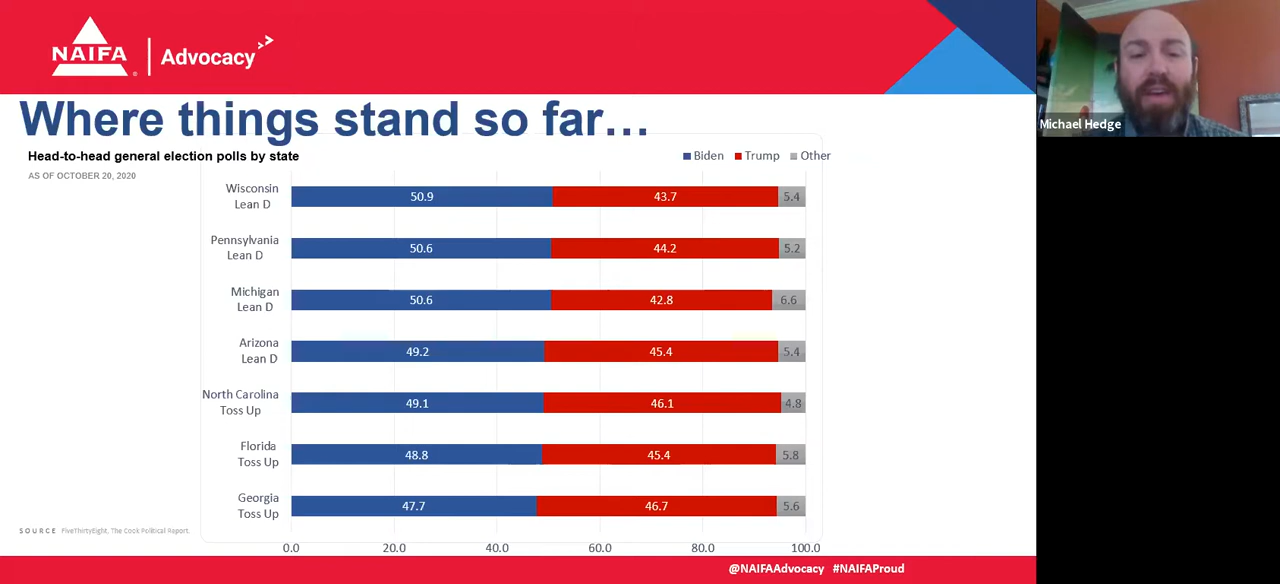 NAIFA | Advocacy
Michael Hedge
Where things stand so far...
Head-to-head general election polls by state
AS OF OCTOBER 20, 2020
Biden Trump Other
Wisconsin
Lean D
50.9 43.7 5.4
Pennsylvania
Lean D
50.6 44.2 5.2
Michigan
Lean D
50.6 42.8 6.6
Arizona
Lean D
49.2 45.4 5.4
North Carolina
Toss Up
49.1 46.1 4.8
Florida
Toss Up
48.8 45.4 5.8
Georgia
Toss Up
47.7 46.7 5.6
SOURCE FiveThirtyEight, The Cook Political Report.
0.0 20.0 40.0 60.0 80.0 100.0
@NAIFAAdvocacy #NAIFAProud